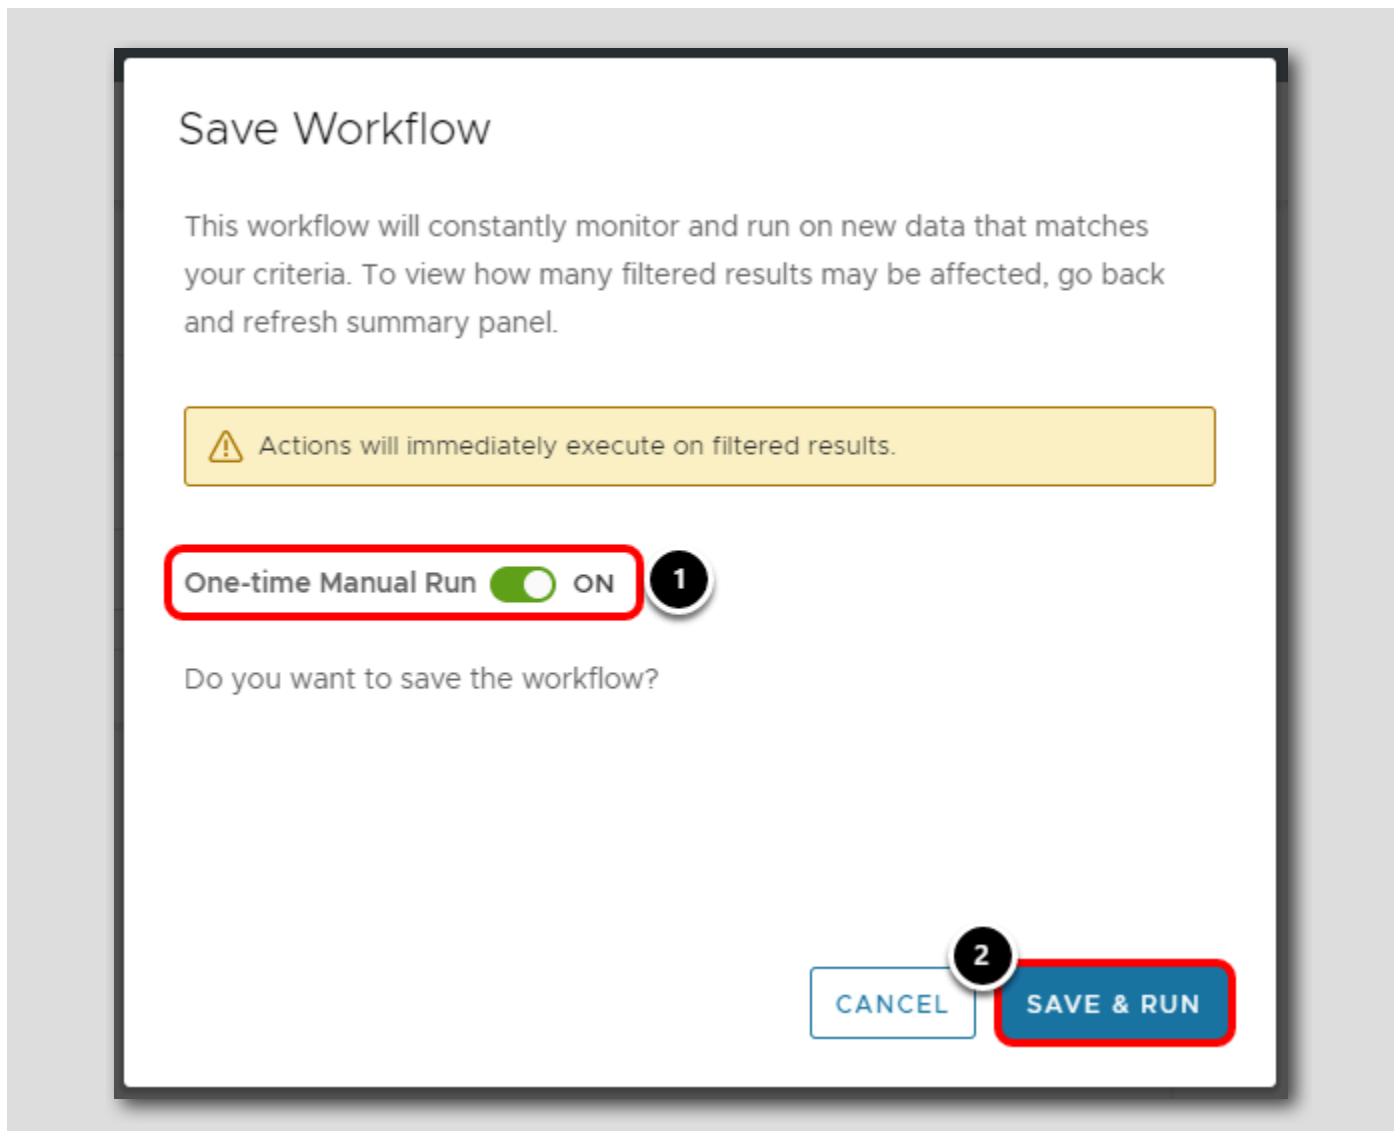 Save Workflow
This workflow will constantly monitor and run on new data that matches
your criteria. To view how many filtered results may be affected, go back
and refresh summary panel.
Actions will immediately execute on filtered results.
One-time Manual Run ON 1
Do you want to save the workflow?
2
CANCEL SAVE & RUN